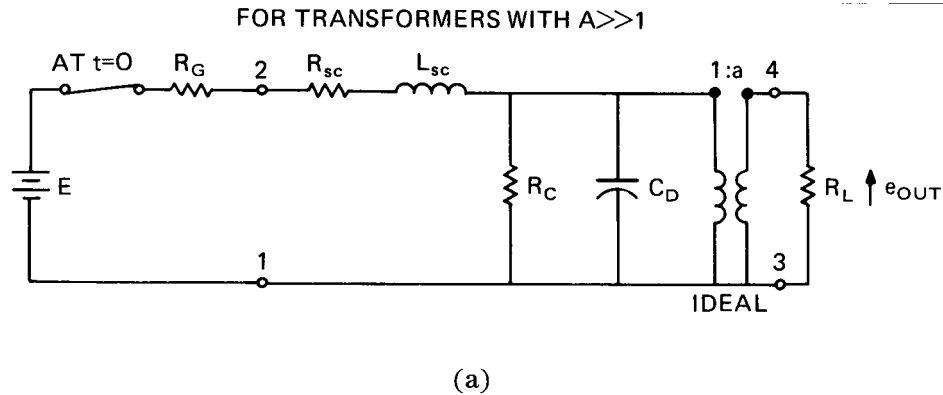 FOR TRANSFORMERS WITH A>>1
AT t=0
R_G
2
R_sc
L_sc
1:a
4
E
R_C
C_D
R_L
e_OUT
1
3
IDEAL
(a)